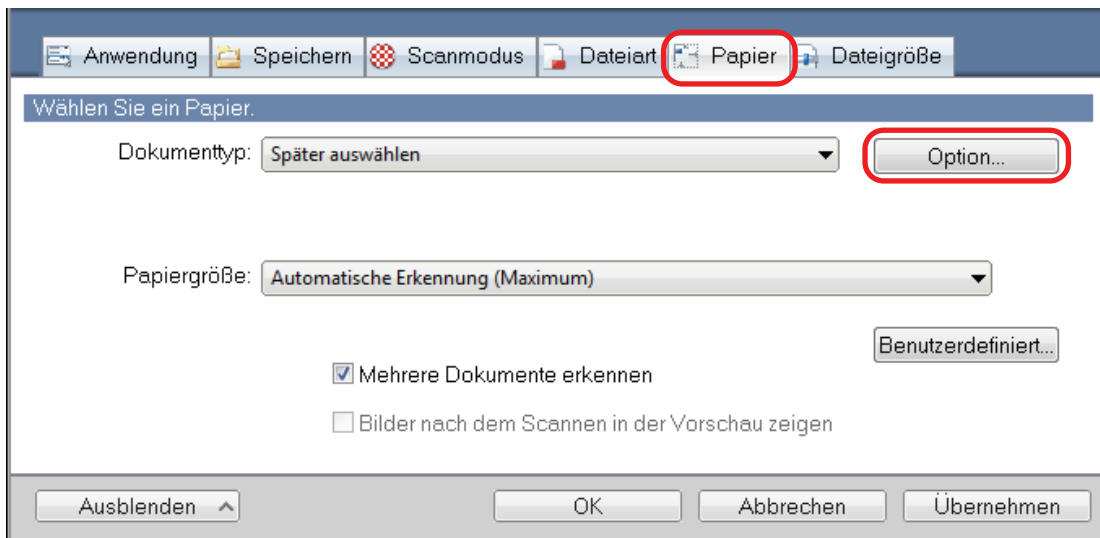 Anwendung Speichern Scanmodus Dateiart Papier Dateigröße
Wählen Sie ein Papier.
Dokumenttyp: Später auswählen Option...
Papiergröße: Automatische Erkennung (Maximum)
Benutzerdefiniert...
Mehrere Dokumente erkennen
Bilder nach dem Scannen in der Vorschau zeigen
Ausblenden OK Abbrechen Übernehmen